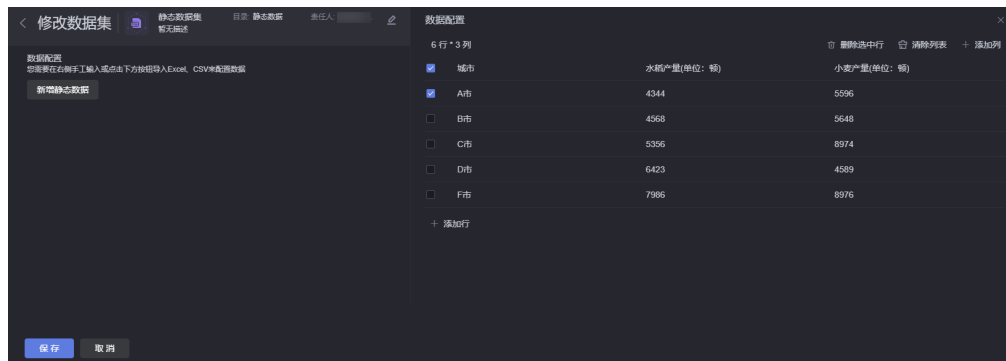 修改数据集
静态数据集
目录: 静态数据
责任人:
暂无描述
数据配置
您需要在右侧手工输入或点击下方按钮导入Excel、CSV来配置数据
新增静态数据
保存 取消
数据配置
6 行 * 3 列 删除选中行 清除列表 + 添加列
城市 水稻产量(单位：顿) 小麦产量(单位：顿)
A市 4344 5596
B市 4568 5648
C市 5356 8974
D市 6423 4589
F市 7986 8976
+ 添加行